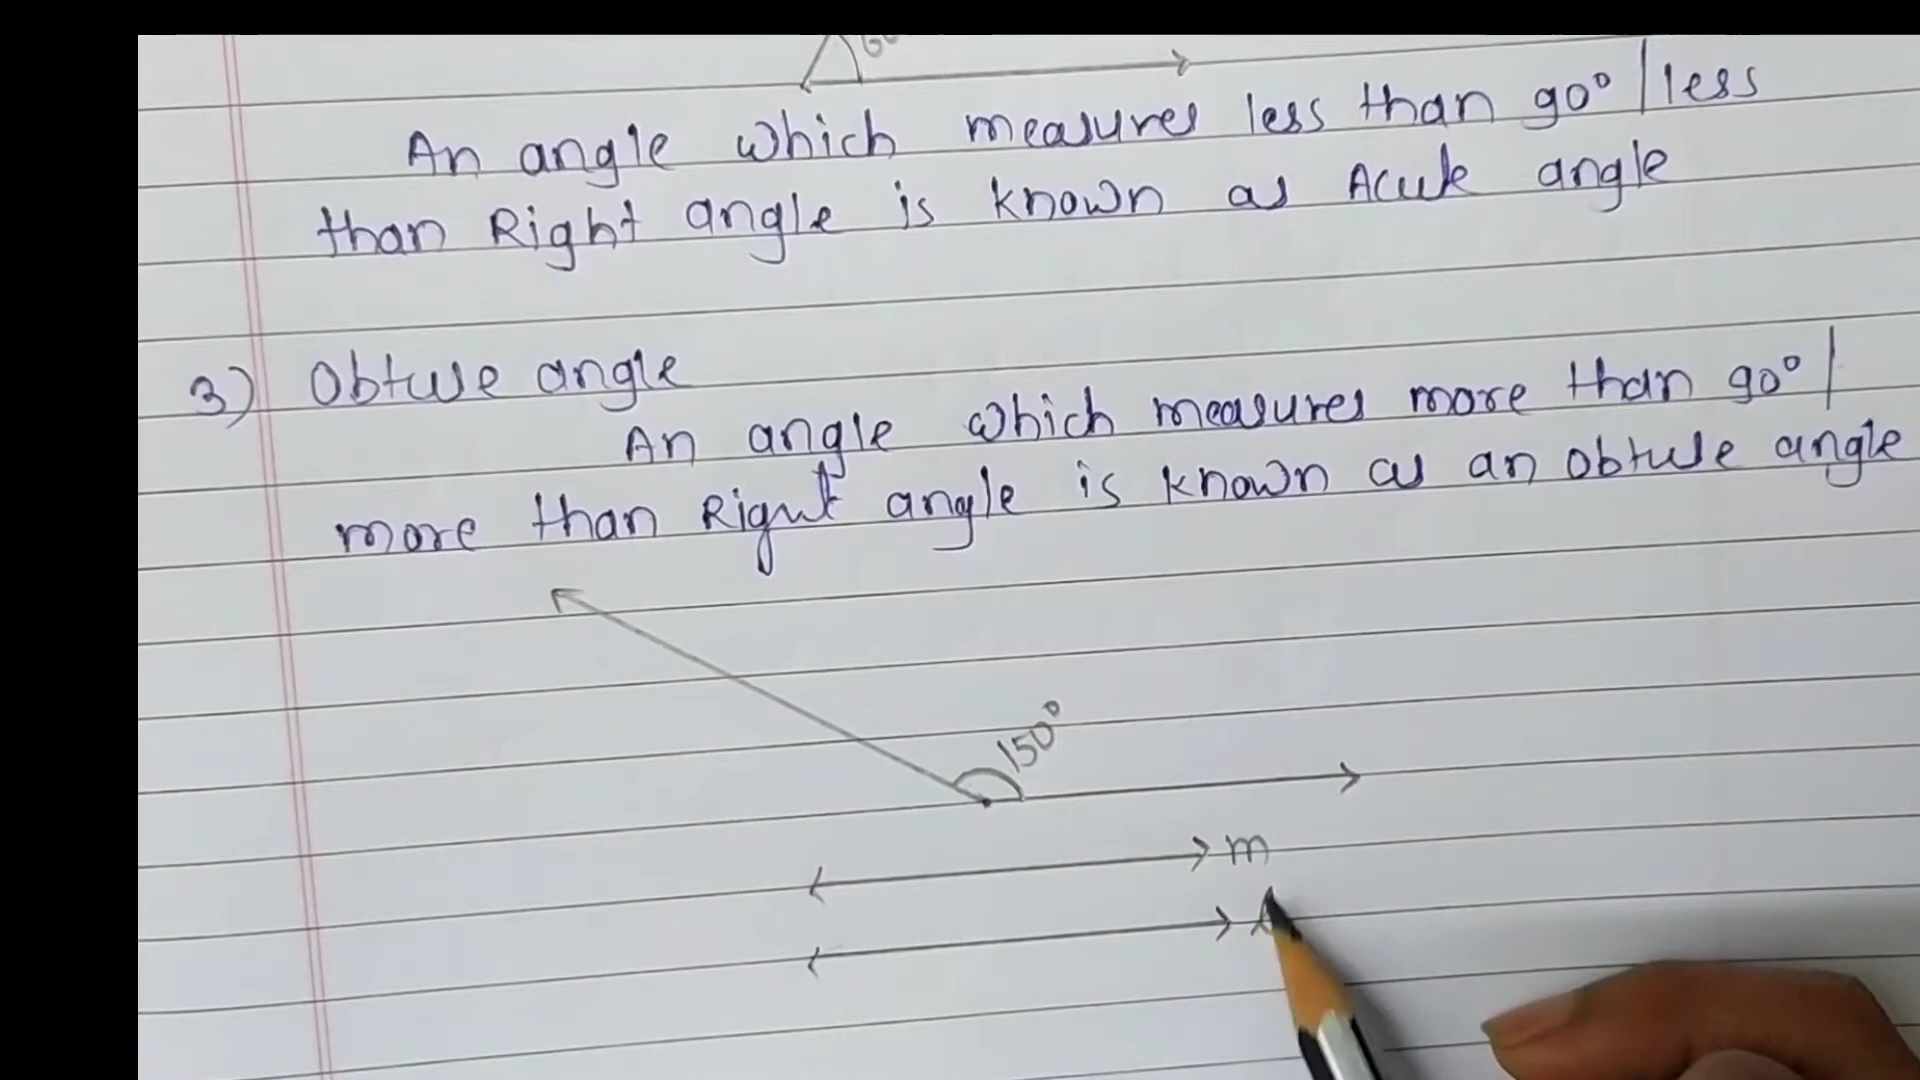 An angle which measures less than 90° / less
than Right angle is known as Acute angle
3) Obtuse angle
An angle which measures more than 90° /
more than Right angle is known as an obtuse angle
150°
m